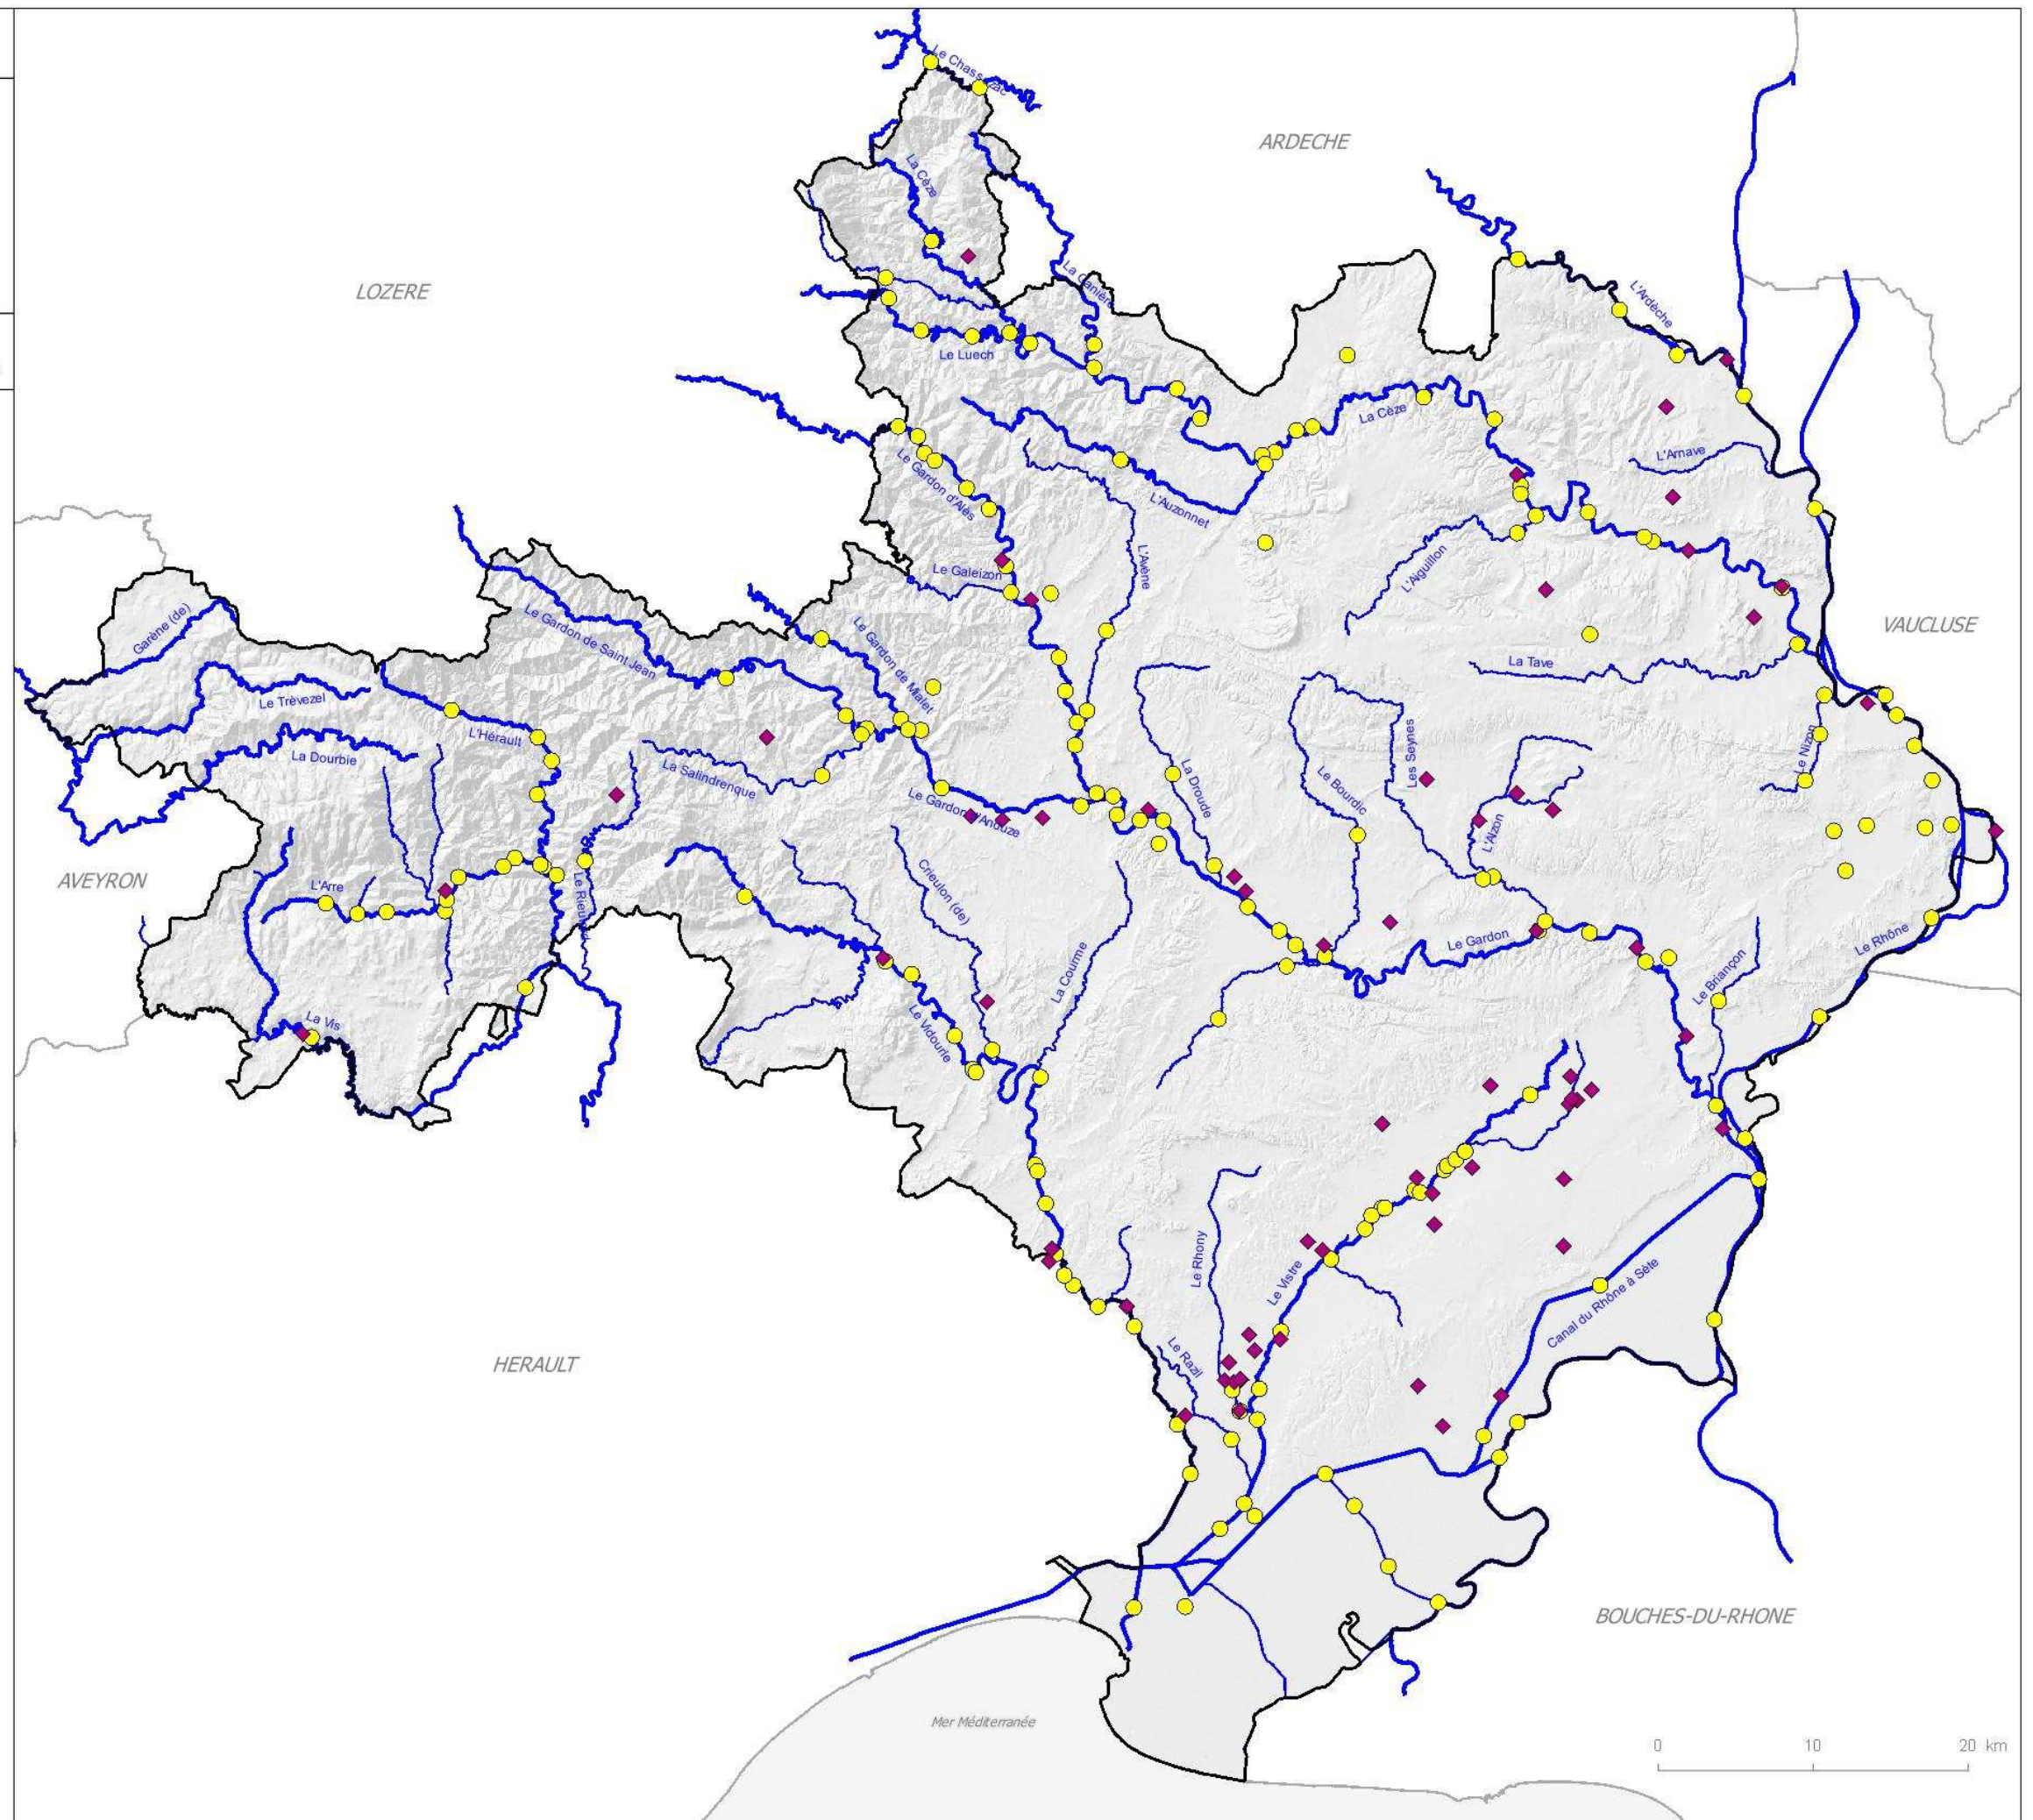 Le Chassezac
ARDECHE
La Cèze
LOZERE
La Ganière
L'Ardèche
Le Luech
La Cèze
L'Arnave
Le Gardon d'Alès
L'Auzonnet
L'Avène
L'Aiguillon
Le Galeizon
Garène (de)
Le Gardon de Saint Jean
Le Gardon de Mialet
VAUCLUSE
La Tave
Le Trèvezel
L'Hérault
La Dourbie
La Salindrenque
Les Seynes
Le Nizon
La Droude
Le Bourdic
Le Gardon d'Anduze
L'Alzon
AVEYRON
L'Arre
Crieulon (de)
Le Gardon
Le Rhône
La Courme
Le Briançon
La Vis
Le Vidourle
Le Rhony
Le Vistre
Canal du Rhône à Sète
HERAULT
Le Razil
BOUCHES-DU-RHONE
Mer Méditerranée
0 10 20 km